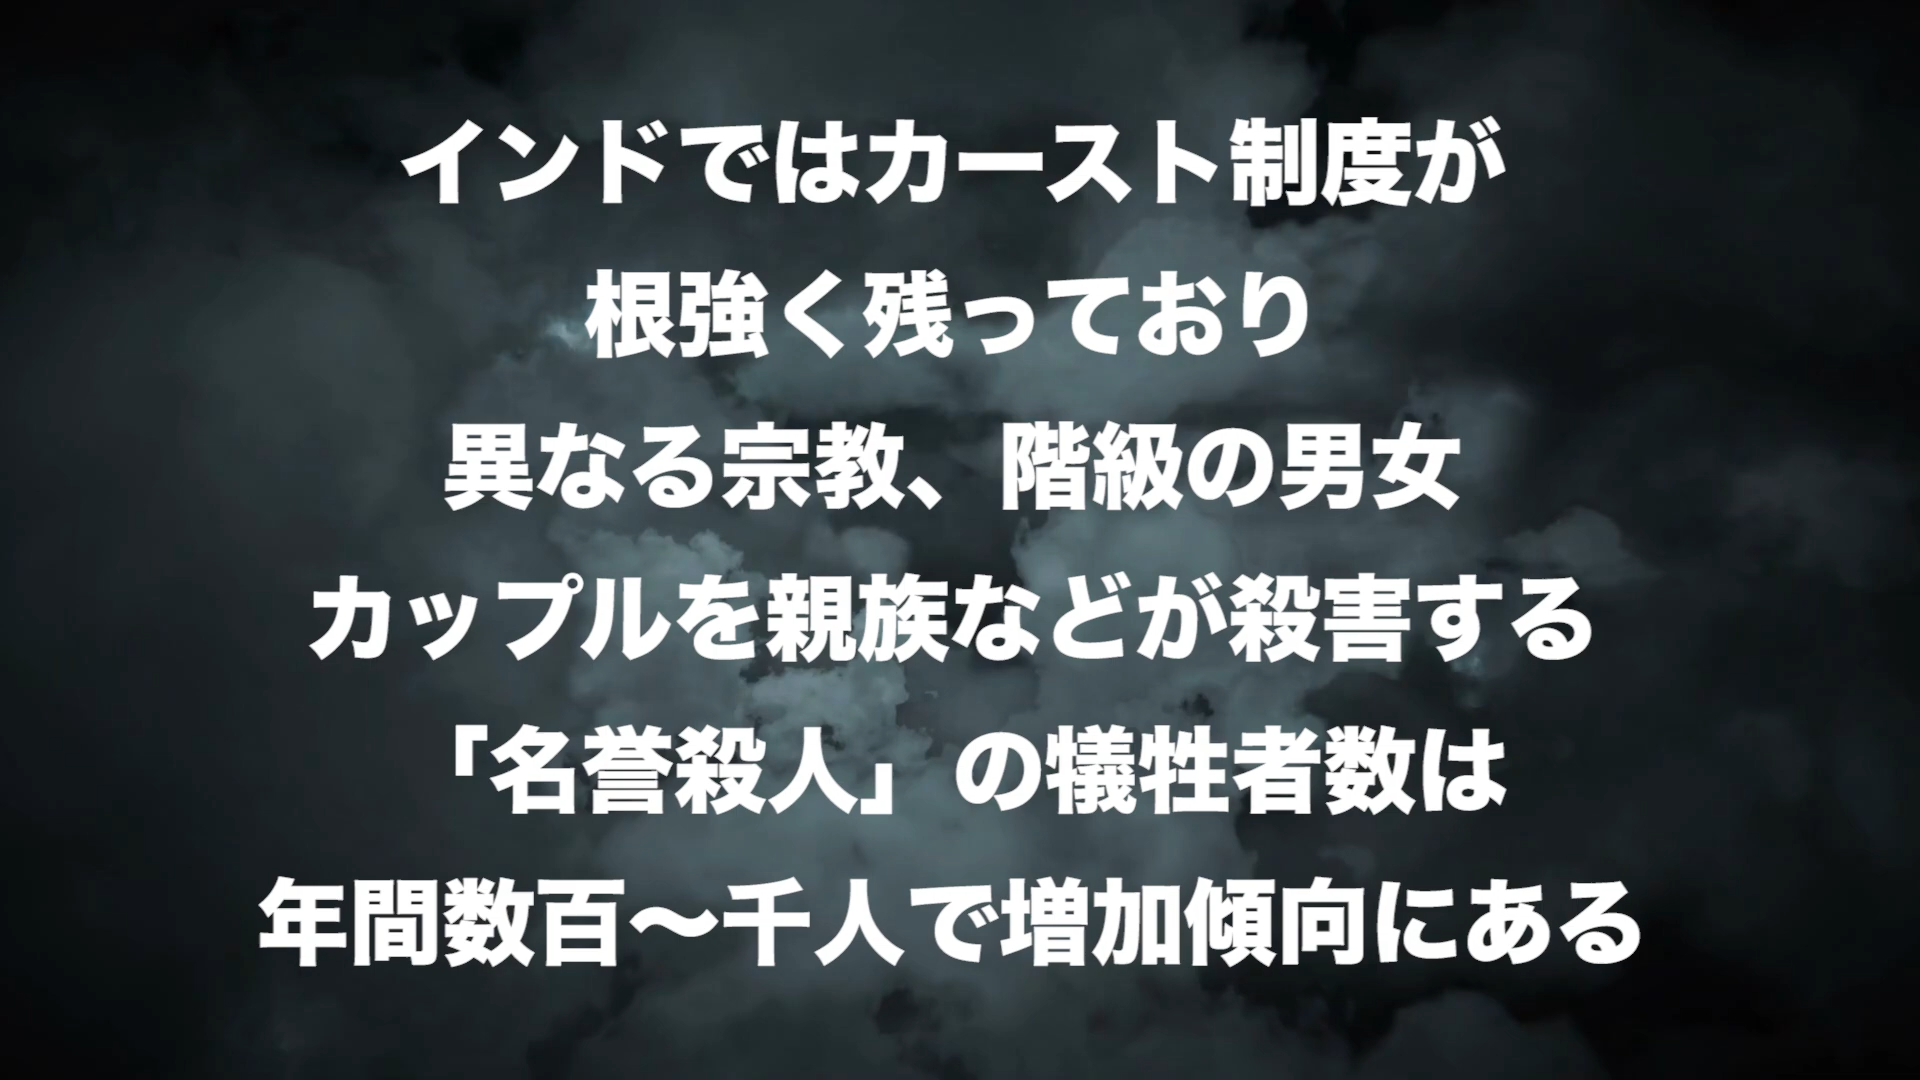 インドではカースト制度が
根強く残っており
異なる宗教、階級の男女
カップルを親族などが殺害する
「名誉殺人」の犠牲者数は
年間数百～千人で増加傾向にある